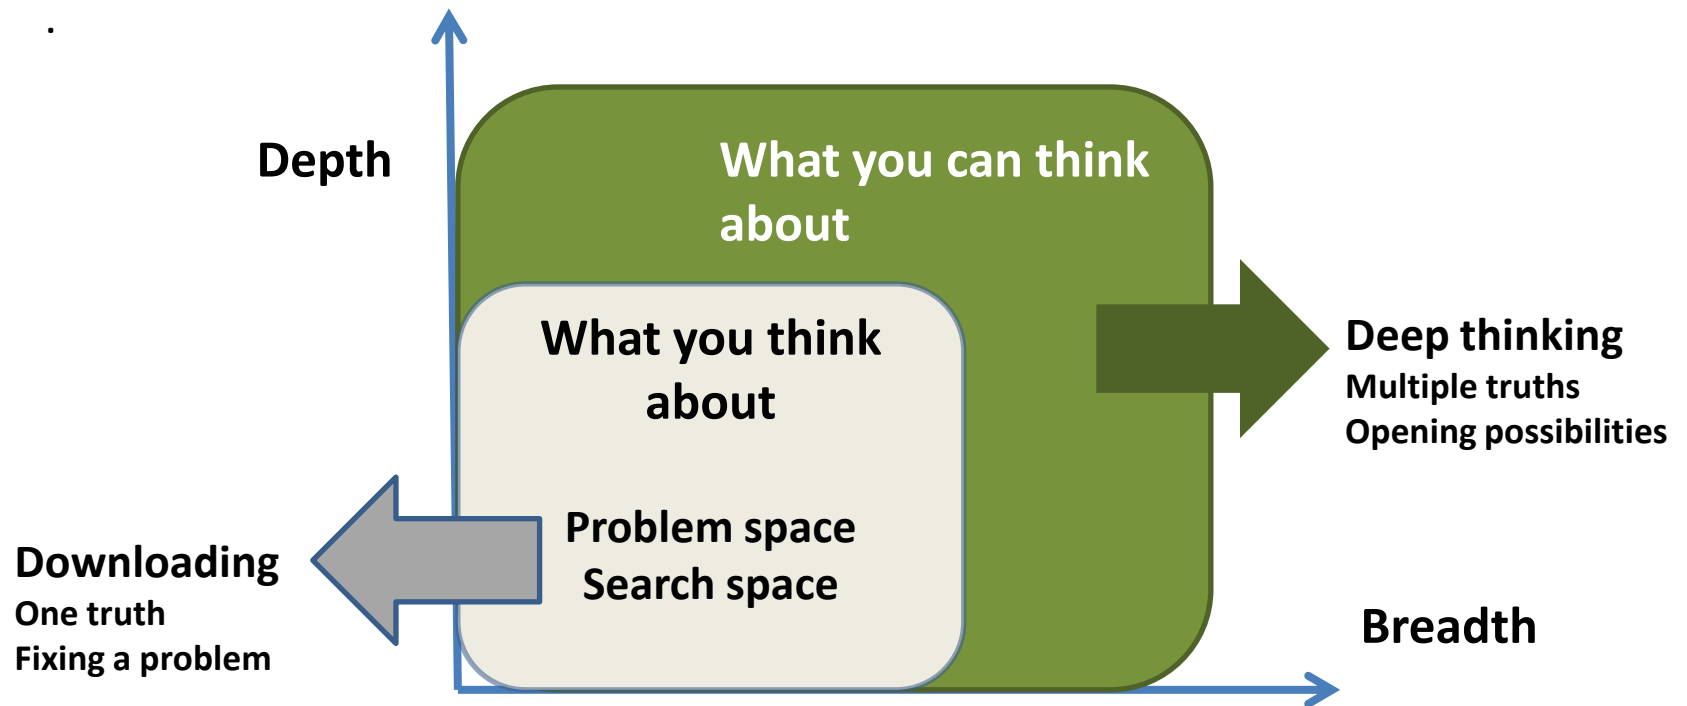 .
Depth
What you can think
about
What you think
about
Deep thinking
Multiple truths
Opening possibilities
Problem space
Search space
Downloading
One truth
Fixing a problem
Breadth